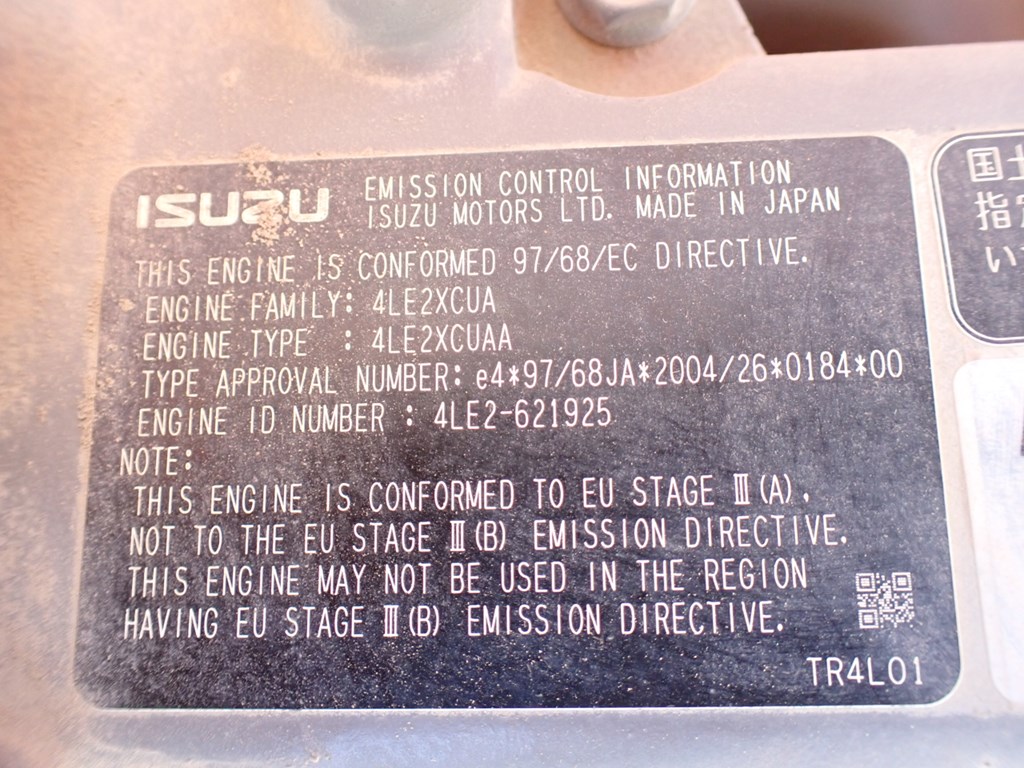 ISUZU
EMISSION CONTROL INFORMATION
ISUZU MOTORS LTD. MADE IN JAPAN
THIS ENGINE IS CONFORMED 97/68/EC DIRECTIVE.
ENGINE FAMILY: 4LE2XCUA
ENGINE TYPE : 4LE2XCUAA
TYPE APPROVAL NUMBER: e4*97/68JA*2004/26*0184*00
ENGINE ID NUMBER : 4LE2-621925
NOTE:
THIS ENGINE IS CONFORMED TO EU STAGE Ⅲ(A),
NOT TO THE EU STAGE Ⅲ(B) EMISSION DIRECTIVE.
THIS ENGINE MAY NOT BE USED IN THE REGION
HAVING EU STAGE Ⅲ(B) EMISSION DIRECTIVE.
TR4L01
国土
指定
い